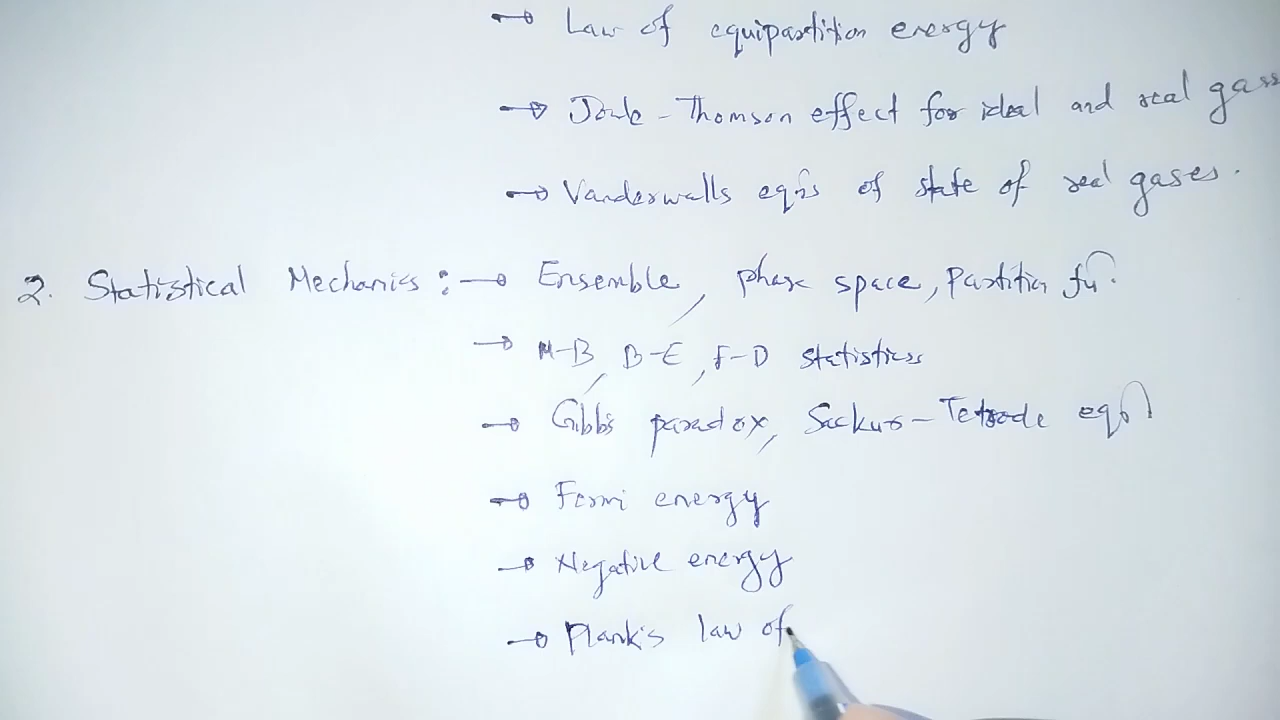 → Law of equipartition energy
→ Joule - Thomson effect for ideal and real gases
→ Vanderwalls eqns of state of real gases.
2. Statistical Mechanics : → Ensemble, phase space, Partition fn.
→ M-B, B-E, F-D statistics
→ Gibbs paradox, Sackur - Tetrode eqn
→ Fermi energy
→ Negative energy
→ Plank's law of